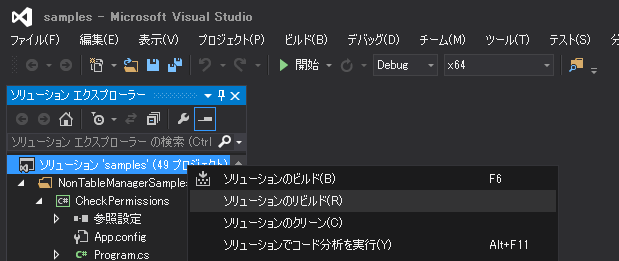 samples – Microsoft Visual Studio
ファイル(F) 編集(E) 表示(V) プロジェクト(P) ビルド(B) デバッグ(D) チーム(M) ツール(T) テスト(S)
開始 Debug x64
ソリューション エクスプローラー
ソリューション エクスプローラー の検索 (Ctrl
ソリューション 'samples' (49 プロジェクト)
NonTableManagerSamples
CheckPermissions
参照設定
App.config
Program.cs
ソリューションのビルド(B) F6
ソリューションのリビルド(R)
ソリューションのクリーン(C)
ソリューションでコード分析を実行(Y) Alt+F11